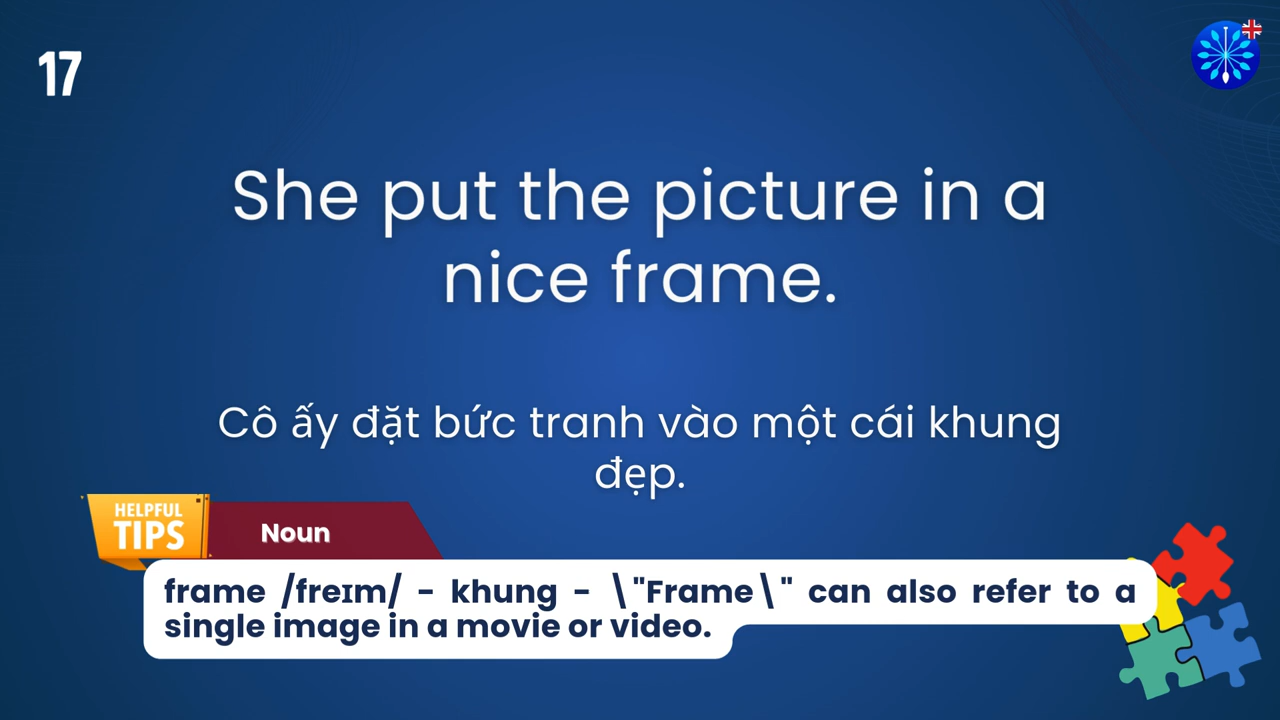 17
She put the picture in a
nice frame.
Cô ấy đặt bức tranh vào một cái khung
đẹp.
HELPFUL
TIPS
Noun
frame /freɪm/ - khung - \"Frame\" can also refer to a
single image in a movie or video.